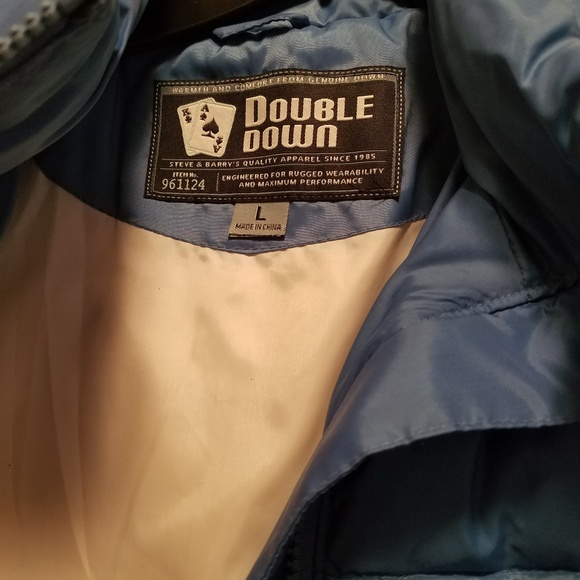 WARMEN AND COMFORT FROM GENUINE DOWN
DOUBLE
DOWN
STEVE & BARRY'S QUALITY APPAREL SINCE 1985
ITEM No.
961124
ENGINEERED FOR RUGGED WEARABILITY
AND MAXIMUM PERFORMANCE
L
MADE IN CHINA